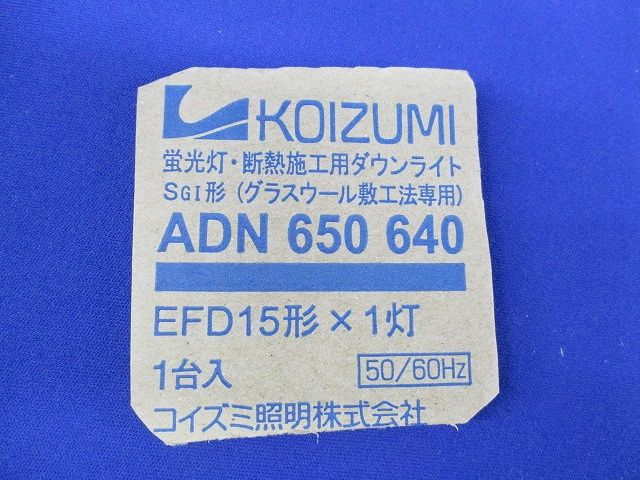 KOIZUMI
蛍光灯・断熱施工用ダウンライト
SGI形(グラスウール敷工法専用)
ADN 650 640
EFD15形×1灯
1台入 50/60Hz
コイズミ照明株式会社